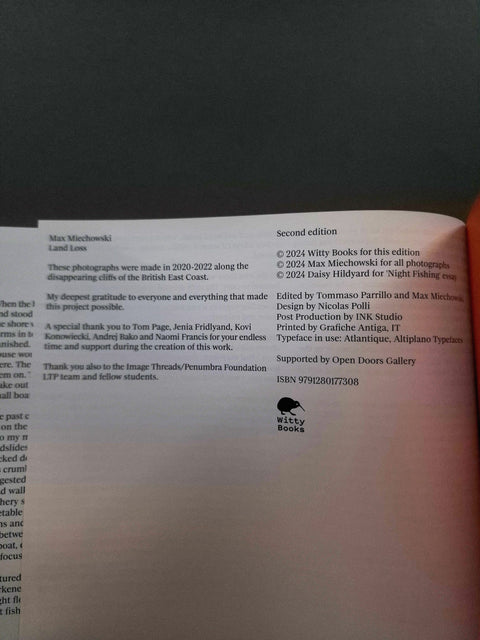 Max Miechowski
Land Loss
These photographs were made in 2020-2022 along the
disappearing cliffs of the British East Coast.
My deepest gratitude to everyone and everything that made
this project possible.
A special thank you to Tom Page, Jenia Fridlyand, Kovi
Konowiecki, Andrej Bako and Naomi Francis for your endless
time and support during the creation of this work.
Thank you also to the Image Threads/Penumbra Foundation
LTP team and fellow students.
Second edition
© 2024 Witty Books for this edition
© 2024 Max Miechowski for all photographs
© 2024 Daisy Hildyard for 'Night Fishing' essay
Edited by Tommaso Parrillo and Max Miechowski
Design by Nicolas Polli
Post Production by INK Studio
Printed by Grafiche Antiga, IT
Typeface in use: Atlantique, Altiplano Typefaces
Supported by Open Doors Gallery
ISBN 9791280177308
Witty
Books